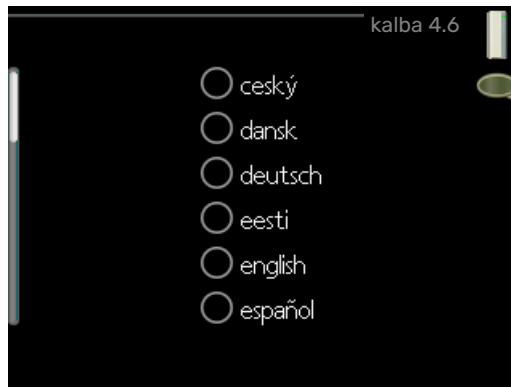 kalba 4.6
ceský
dansk
deutsch
eesti
english
español